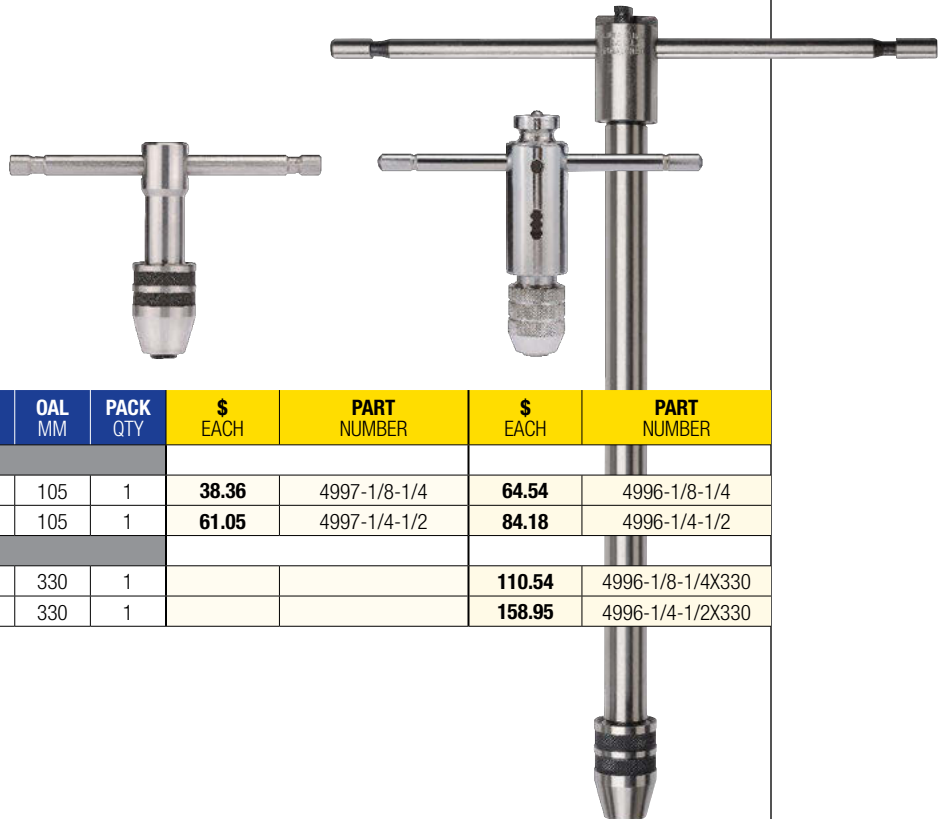 OAL PACK $ PART $ PART
MM QTY EACH NUMBER EACH NUMBER
105 1 38.36 4997-1/8-1/4 64.54 4996-1/8-1/4
105 1 61.05 4997-1/4-1/2 84.18 4996-1/4-1/2
330 1 110.54 4996-1/8-1/4X330
330 1 158.95 4996-1/4-1/2X330